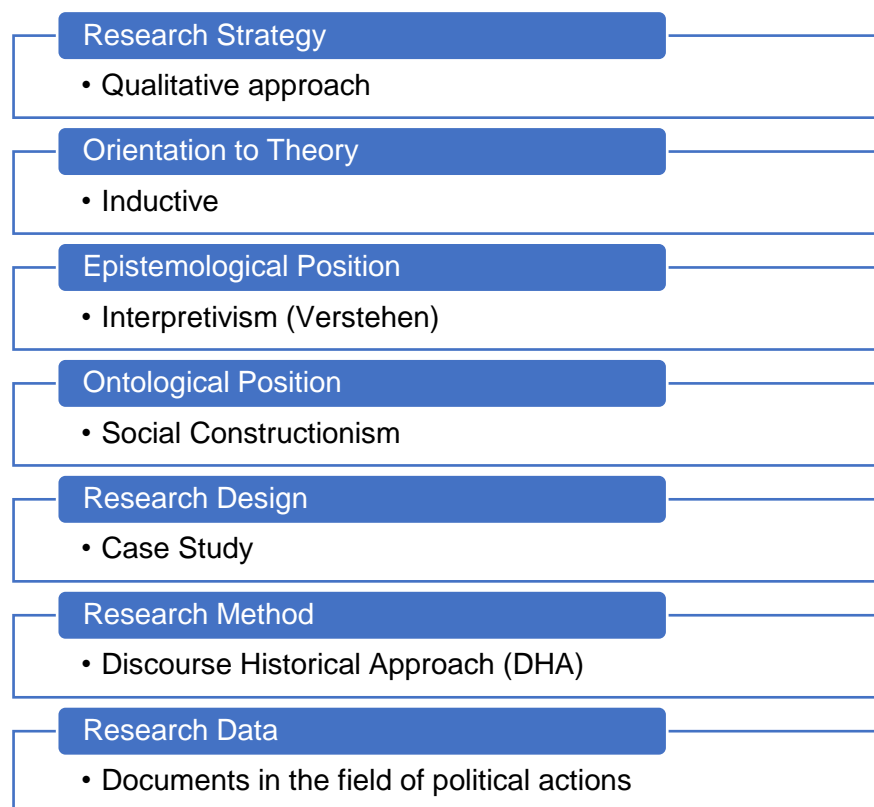 Research Strategy
• Qualitative approach
Orientation to Theory
• Inductive
Epistemological Position
• Interpretivism (Verstehen)
Ontological Position
• Social Constructionism
Research Design
• Case Study
Research Method
• Discourse Historical Approach (DHA)
Research Data
• Documents in the field of political actions